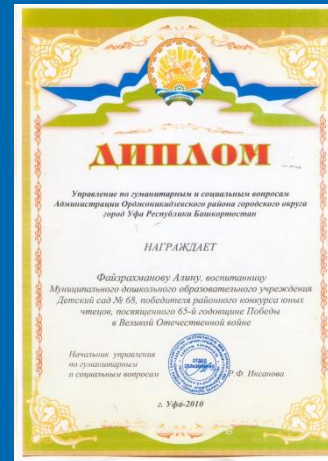 ДИПЛОМ
Управление по гуманитарным и социальным вопросам
Администрации Орджоникидзевского района городского округа
город Уфа Республики Башкортостан
НАГРАЖДАЕТ
Файзрахманову Алину, воспитанницу
Муниципального дошкольного образовательного учреждения
Детский сад № 68, победителя районного конкурса юных
чтецов, посвященного 65-й годовщине Победы
в Великой Отечественной войне
Начальник управления
по гуманитарным
и социальным вопросам
Р.Ф. Иксанова
ОТДЕЛ
г. Уфа-2010